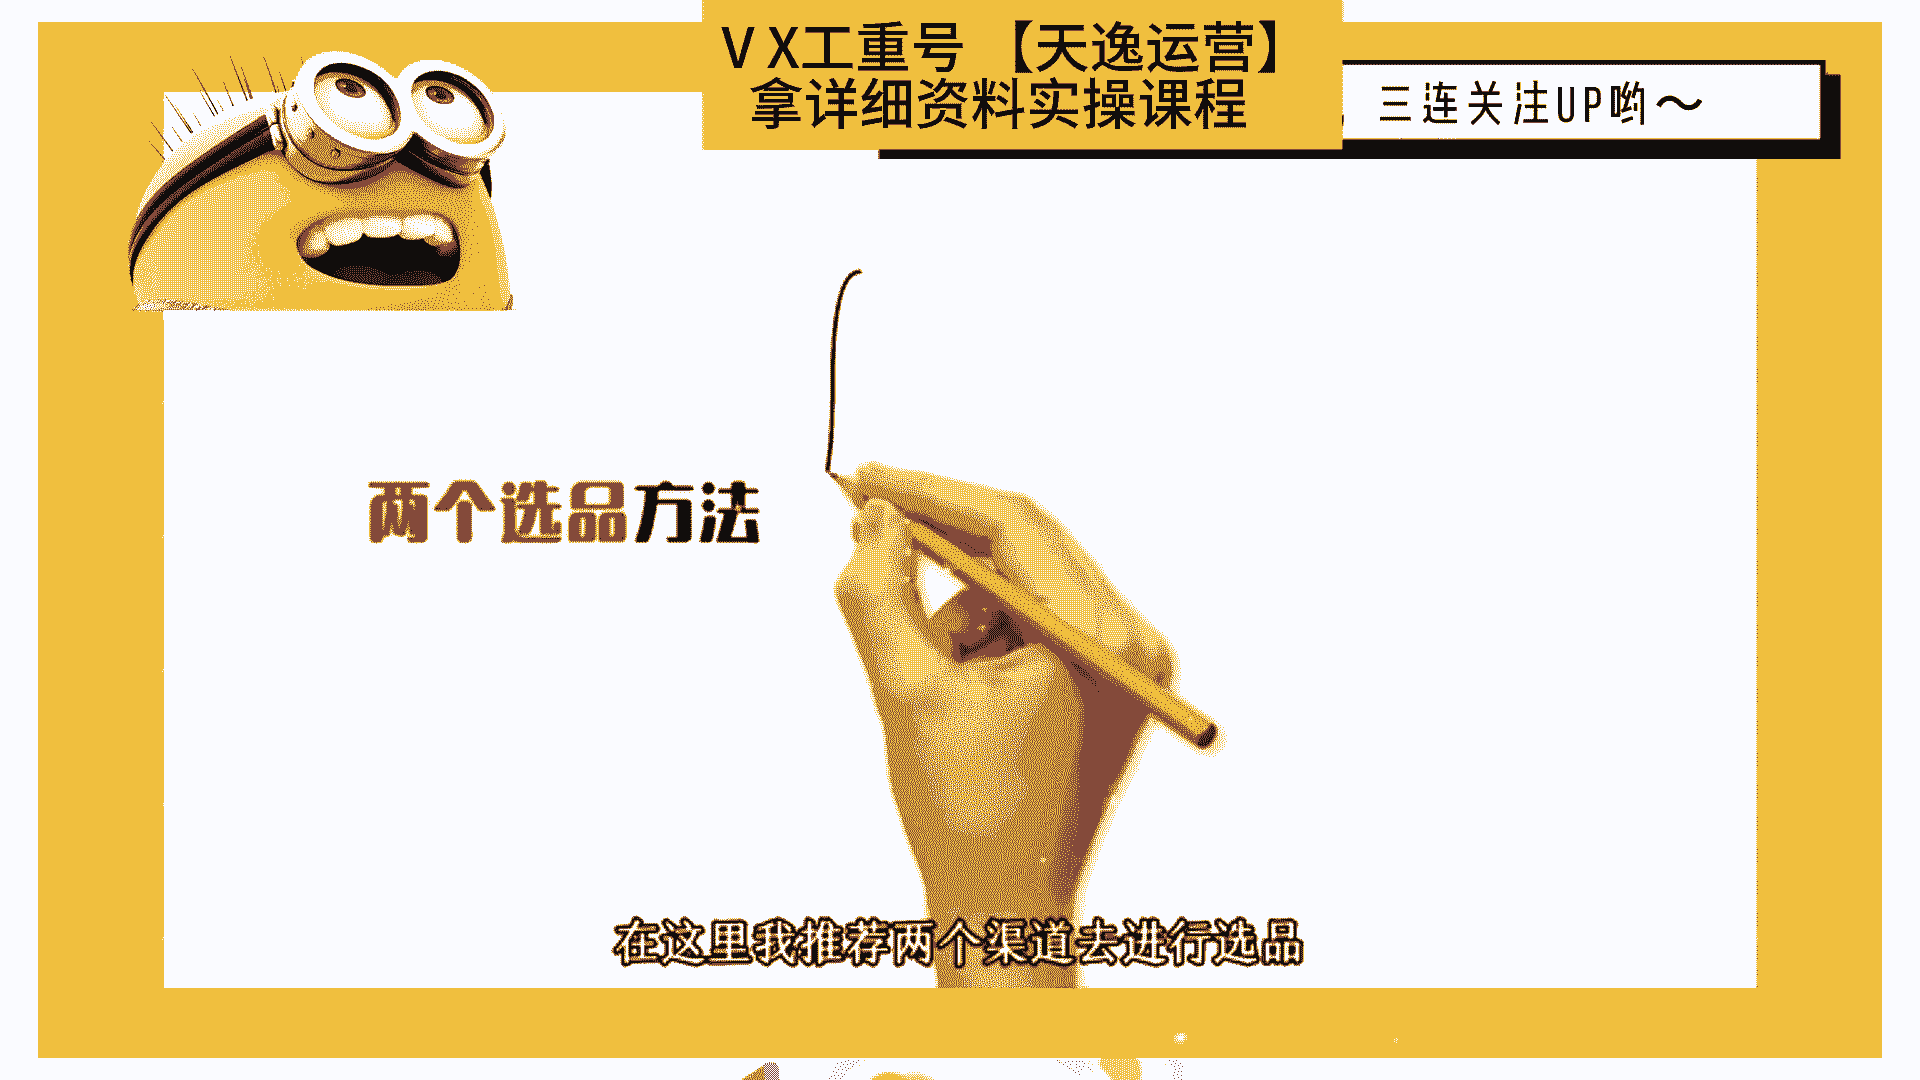 VX工重号【天逸运营】
拿详细资料实操课程
三连关注UP哟～
两个选品方法
在这里我推荐两个渠道去进行选品